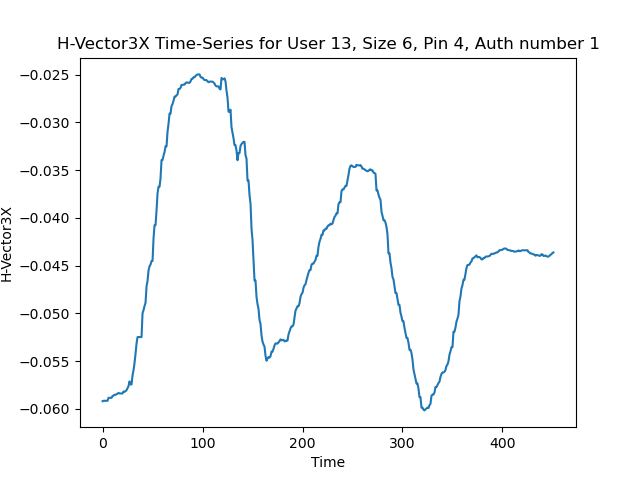 H-Vector3X Time-Series for User 13, Size 6, Pin 4, Auth number 1
−0.025
−0.030
−0.035
−0.040
−0.045
−0.050
−0.055
−0.060
H-Vector3X
0 100 200 300 400
Time